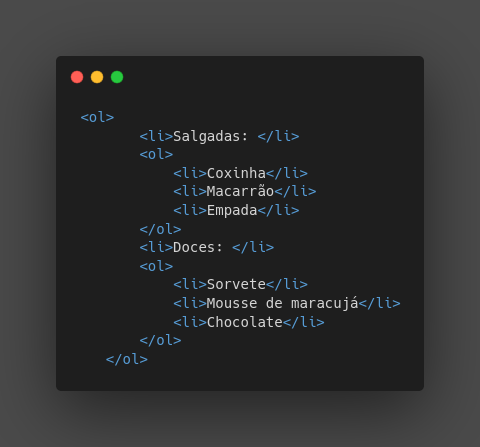 <ol>
<li>Salgadas: </li>
<ol>
<li>Coxinha</li>
<li>Macarrão</li>
<li>Empada</li>
</ol>
<li>Doces: </li>
<ol>
<li>Sorvete</li>
<li>Mousse de maracujá</li>
<li>Chocolate</li>
</ol>
</ol>